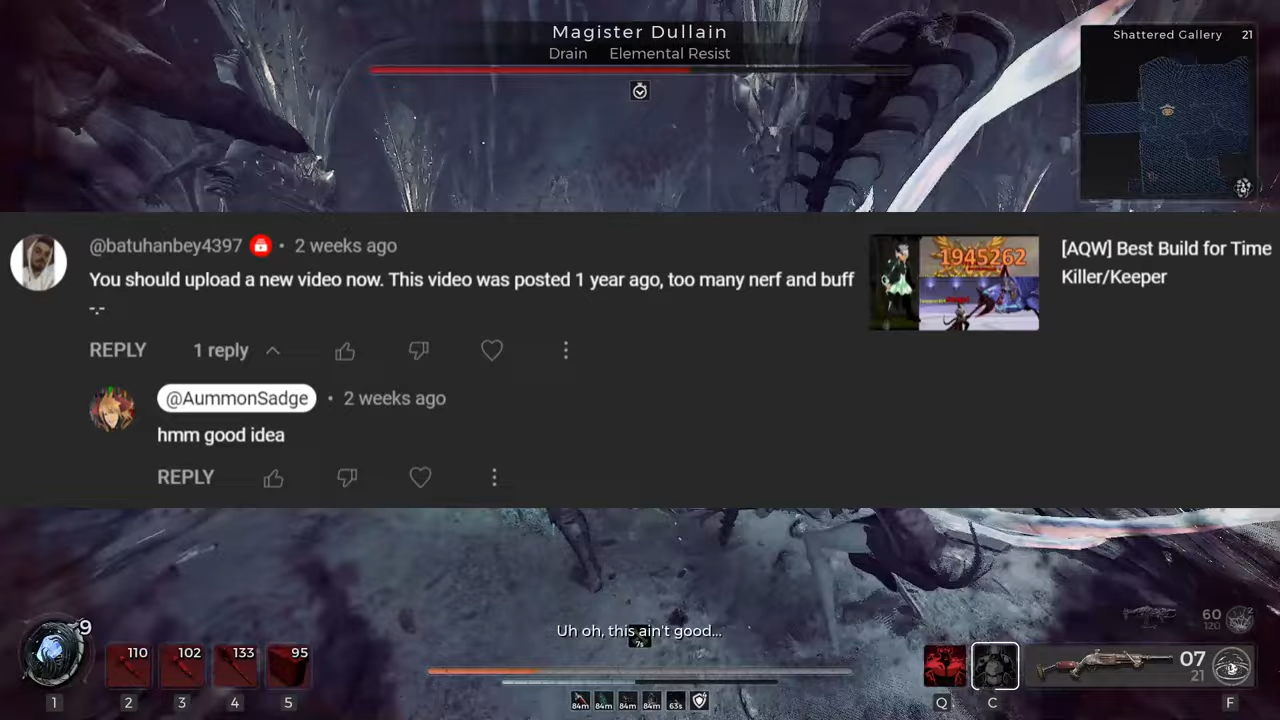 Magister Dullain
Drain Elemental Resist
Shattered Gallery 21
@batuhanbey4397 • 2 weeks ago
You should upload a new video now. This video was posted 1 year ago, too many nerf and buff
-.-
REPLY 1 reply
[AQW] Best Build for Time
Killer/Keeper
1945262
@AummonSadge • 2 weeks ago
hmm good idea
REPLY
Uh oh, this ain't good...
7s
9
110 102 133 95
1 2 3 4 5
84m 84m 84m 84m 63s
60 2
120
07
21
Q C F